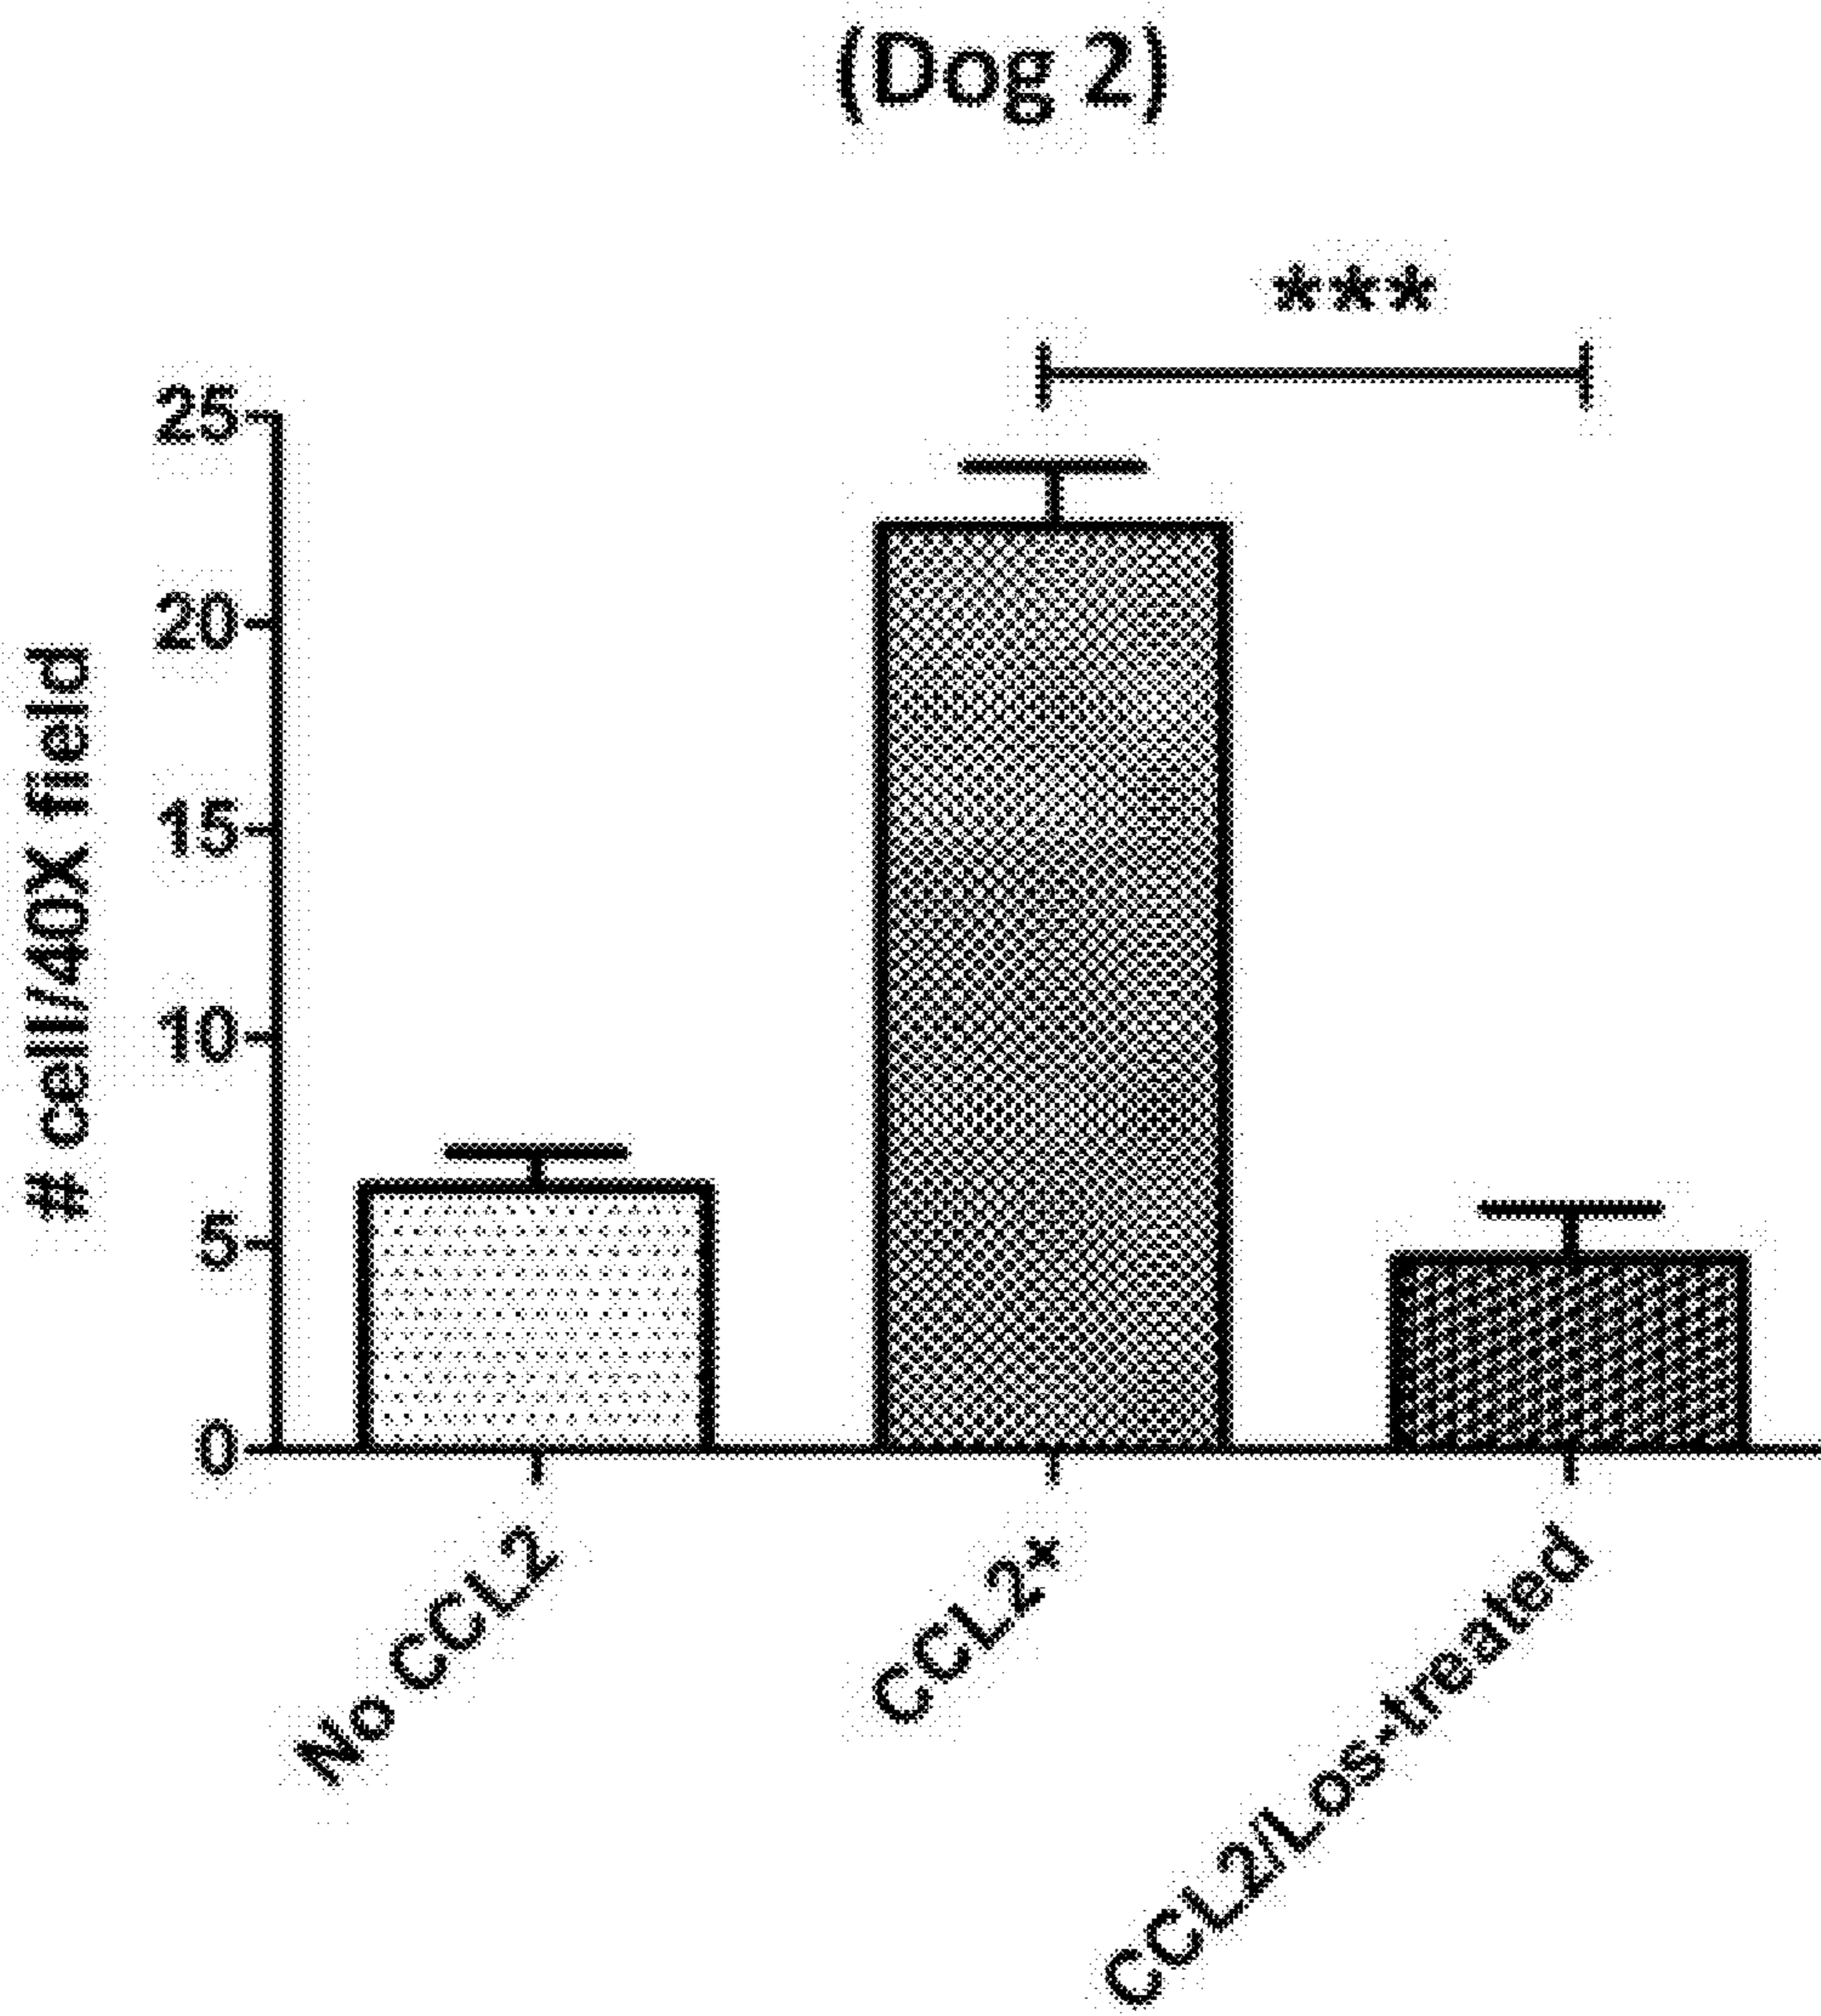 (Dog 2)
***
25
20
15
10
5
0
# cell/40X field
No CCL2
CCL2+
CCL2/Los-treated